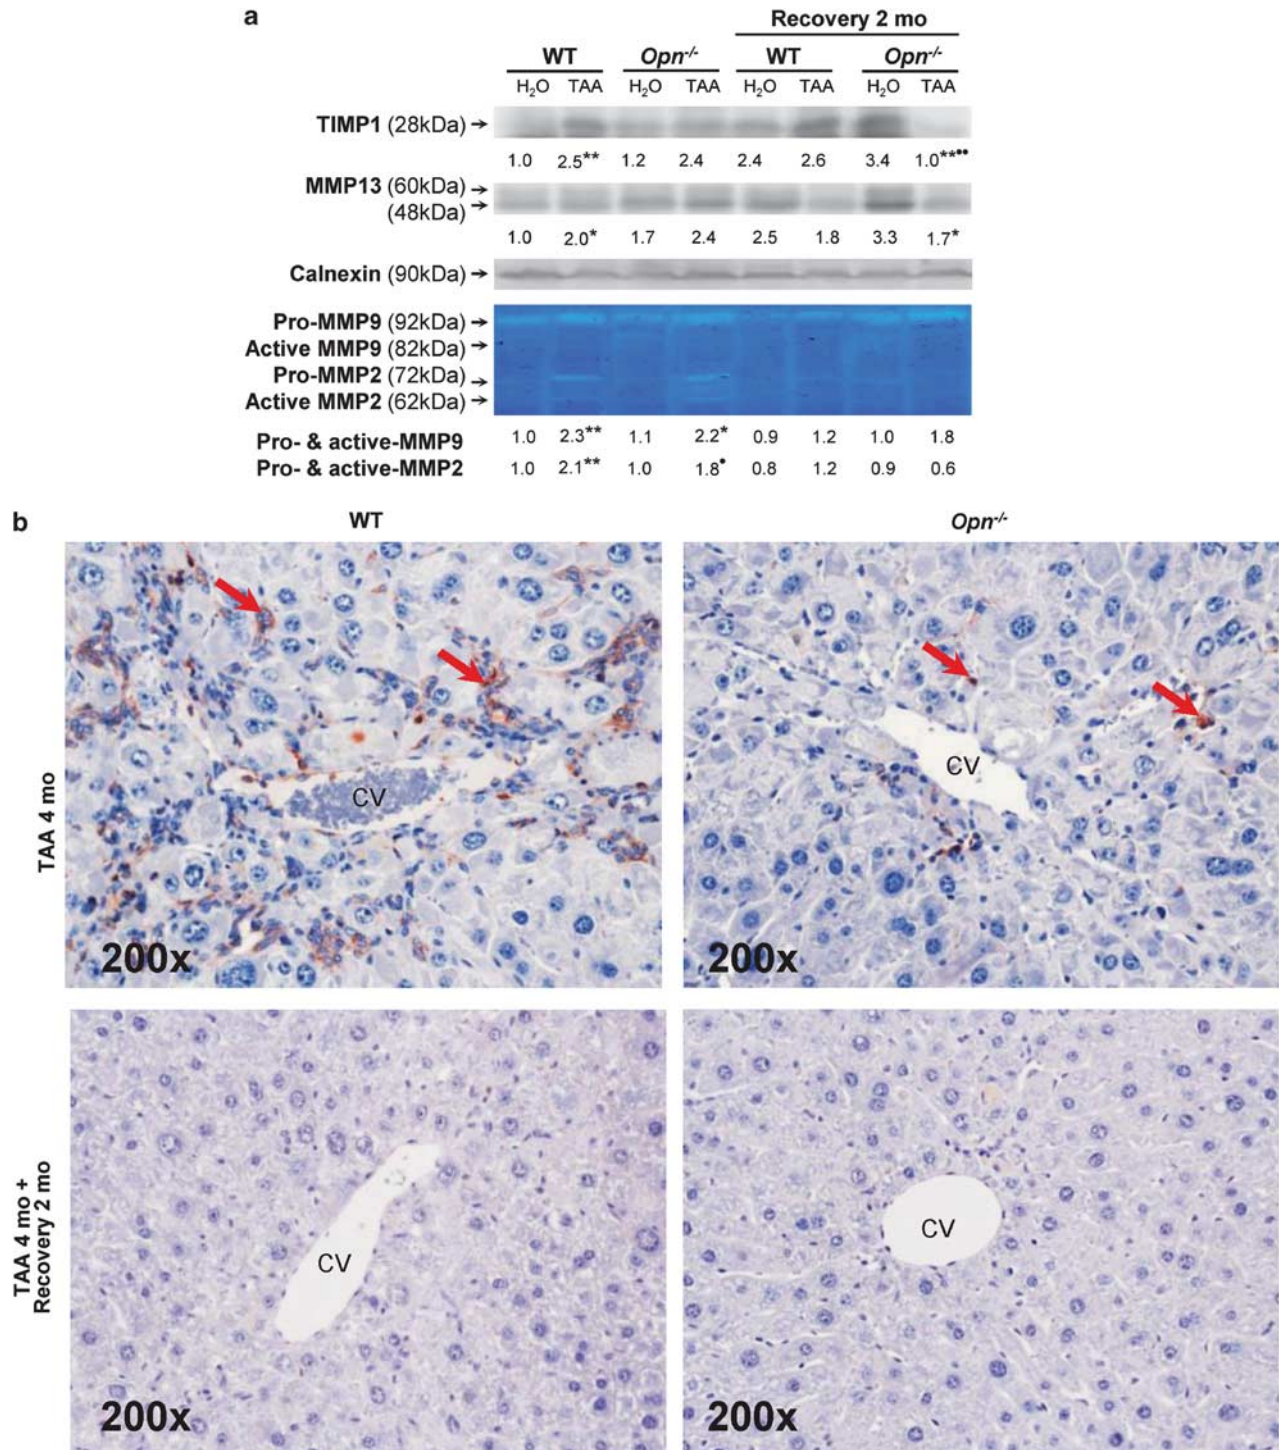 a
Recovery 2 mo
WT Opn-/- WT Opn-/-
H₂O TAA H₂O TAA H₂O TAA H₂O TAA
TIMP1 (28kDa) →
1.0 2.5** 1.2 2.4 2.4 2.6 3.4 1.0**••
MMP13 (60kDa) →
(48kDa) →
1.0 2.0* 1.7 2.4 2.5 1.8 3.3 1.7*
Calnexin (90kDa) →
Pro-MMP9 (92kDa) →
Active MMP9 (82kDa) →
Pro-MMP2 (72kDa) →
Active MMP2 (62kDa) →
Pro- & active-MMP9 1.0 2.3** 1.1 2.2* 0.9 1.2 1.0 1.8
Pro- & active-MMP2 1.0 2.1** 1.0 1.8• 0.8 1.2 0.9 0.6
b
WT Opn-/-
TAA 4 mo
CV CV
200x 200x
TAA 4 mo +
Recovery 2 mo
CV CV
200x 200x